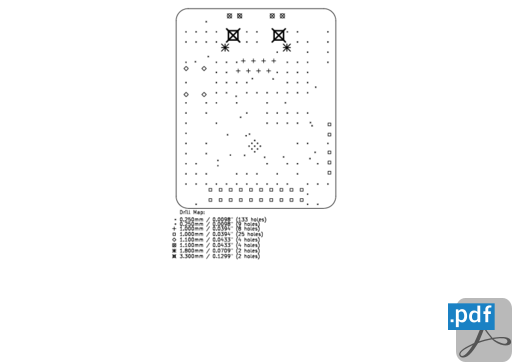 Drill Map:
0.250mm / 0.0098" (133 holes)
0.250mm / 0.0098" (9 holes)
1.000mm / 0.0394" (8 holes)
1.000mm / 0.0394" (25 holes)
1.100mm / 0.0433" (4 holes)
1.100mm / 0.0433" (4 holes)
1.800mm / 0.0709" (2 holes)
3.300mm / 0.1299" (2 holes)
.pdf